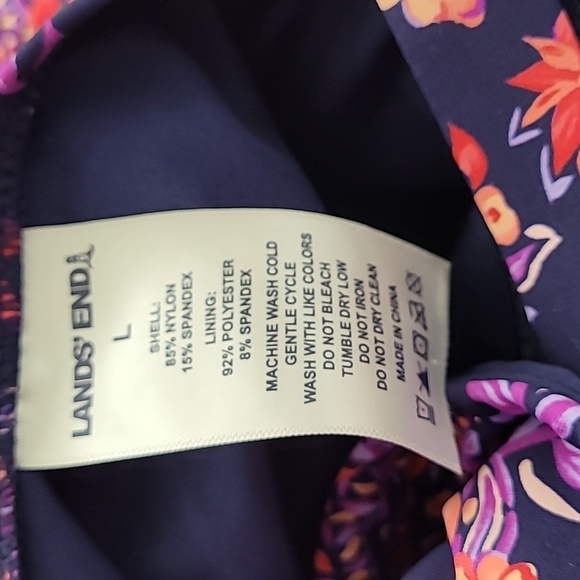 LANDS' END
L
SHELL:
85% NYLON
15% SPANDEX
LINING:
92% POLYESTER
8% SPANDEX
MACHINE WASH COLD
GENTLE CYCLE
WASH WITH LIKE COLORS
DO NOT BLEACH
TUMBLE DRY LOW
DO NOT IRON
DO NOT DRY CLEAN
MADE IN CHINA